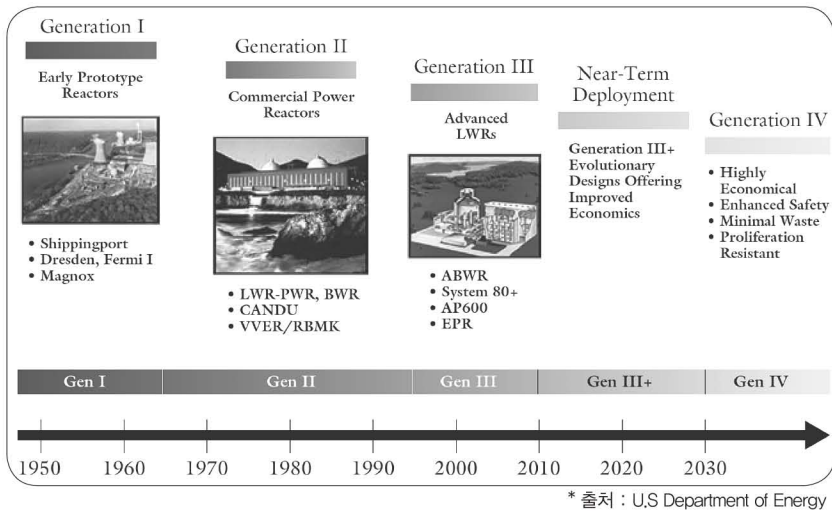 Generation I
Early Prototype
Reactors
• Shippingport
• Dresden, Fermi I
• Magnox
Generation II
Commercial Power
Reactors
• LWR-PWR, BWR
• CANDU
• VVER/RBMK
Generation III
Advanced
LWRs
• ABWR
• System 80+
• AP600
• EPR
Near-Term
Deployment
Generation III+
Evolutionary
Designs Offering
Improved
Economics
Generation IV
• Highly
Economical
• Enhanced Safety
• Minimal Waste
• Proliferation
Resistant
Gen I Gen II Gen III Gen III+ Gen IV
1950 1960 1970 1980 1990 2000 2010 2020 2030
* 출처 : U.S Department of Energy